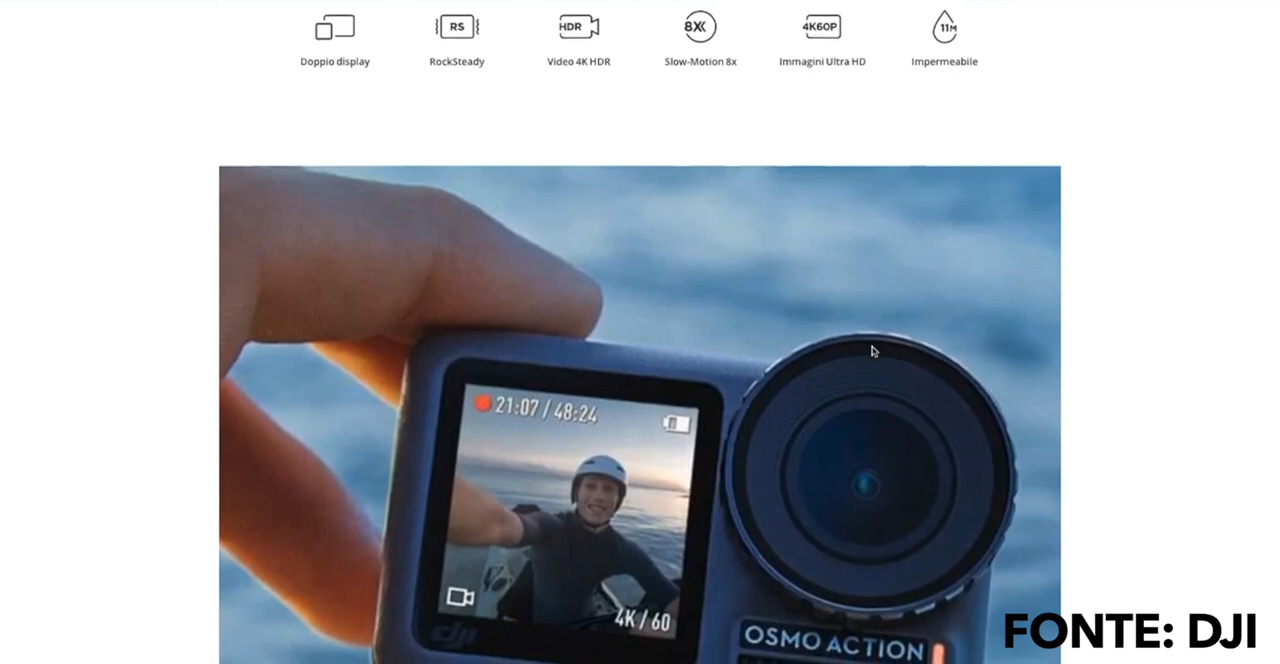 RS
HDR
8X
4K60P
11M
Doppio display
RockSteady
Video 4K HDR
Slow-Motion 8x
Immagini Ultra HD
Impermeabile
21:07 / 48:24
4K / 60
dji
OSMO ACTION
FONTE: DJI